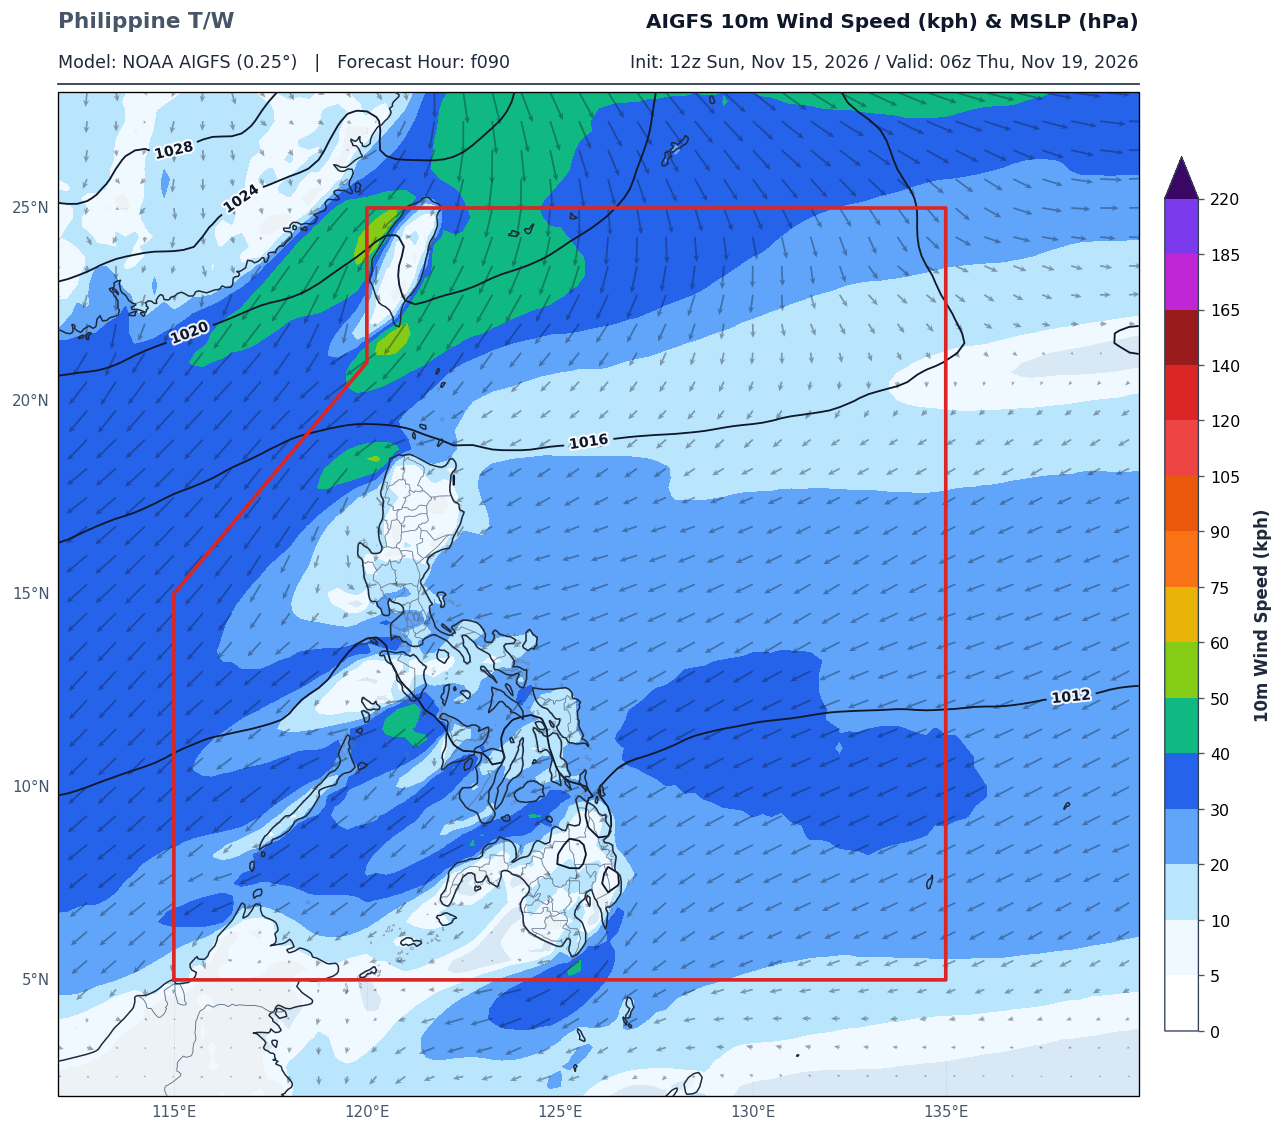 Philippine T/W
AIGFS 10m Wind Speed (kph) & MSLP (hPa)
Model: NOAA AIGFS (0.25°) | Forecast Hour: f090
Init: 12z Sun, Nov 15, 2026 / Valid: 06z Thu, Nov 19, 2026
1028
1024
1020
1016
1012
25°N
20°N
15°N
10°N
5°N
115°E
120°E
125°E
130°E
135°E
220
185
165
140
120
105
90
75
60
50
40
30
20
10
5
0
10m Wind Speed (kph)